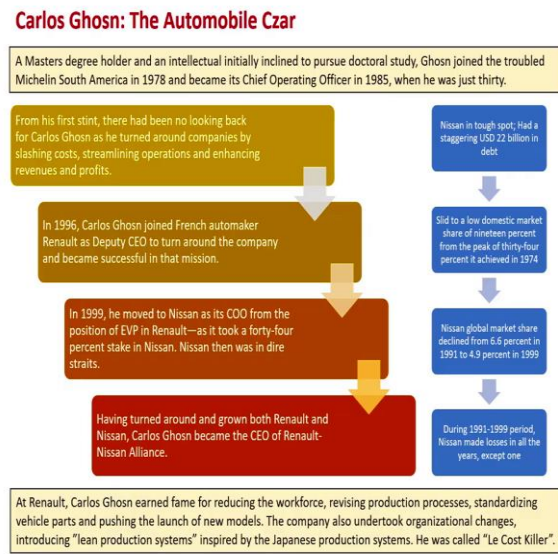 Carlos Ghosn: The Automobile Czar
A Masters degree holder and an intellectual initially inclined to pursue doctoral study, Ghosn joined the troubled
Michelin South America in 1978 and became its Chief Operating Officer in 1985, when he was just thirty.
From his first stint, there had been no looking back
for Carlos Ghosn as he turned around companies by
slashing costs, streamlining operations and enhancing
revenues and profits.
In 1996, Carlos Ghosn joined French automaker
Renault as Deputy CEO to turn around the company
and became successful in that mission.
In 1999, he moved to Nissan as its COO from the
position of EVP in Renault—as it took a forty-four
percent stake in Nissan. Nissan then was in dire
straits.
Having turned around and grown both Renault and
Nissan, Carlos Ghosn became the CEO of Renault-
Nissan Alliance.
Nissan in tough spot; Had a
staggering USD 22 billion in
debt
Slid to a low domestic market
share of nineteen percent
from the peak of thirty-four
percent it achieved in 1974
Nissan global market share
declined from 6.6 percent in
1991 to 4.9 percent in 1999
During 1991-1999 period,
Nissan made losses in all the
years, except one
At Renault, Carlos Ghosn earned fame for reducing the workforce, revising production processes, standardizing
vehicle parts and pushing the launch of new models. The company also undertook organizational changes,
introducing "lean production systems" inspired by the Japanese production systems. He was called "Le Cost Killer".